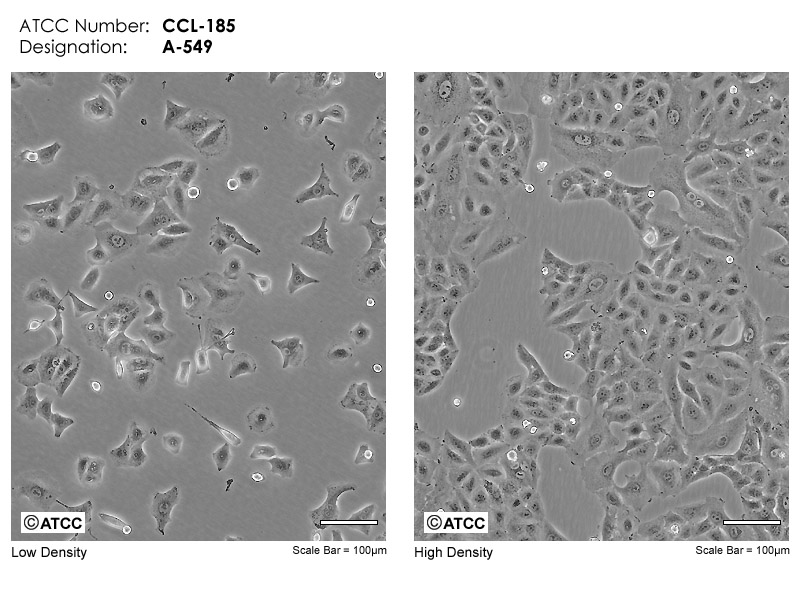 ATCC Number: CCL-185
Designation: A-549
©ATCC
©ATCC
Low Density
Scale Bar = 100µm
High Density
Scale Bar = 100µm